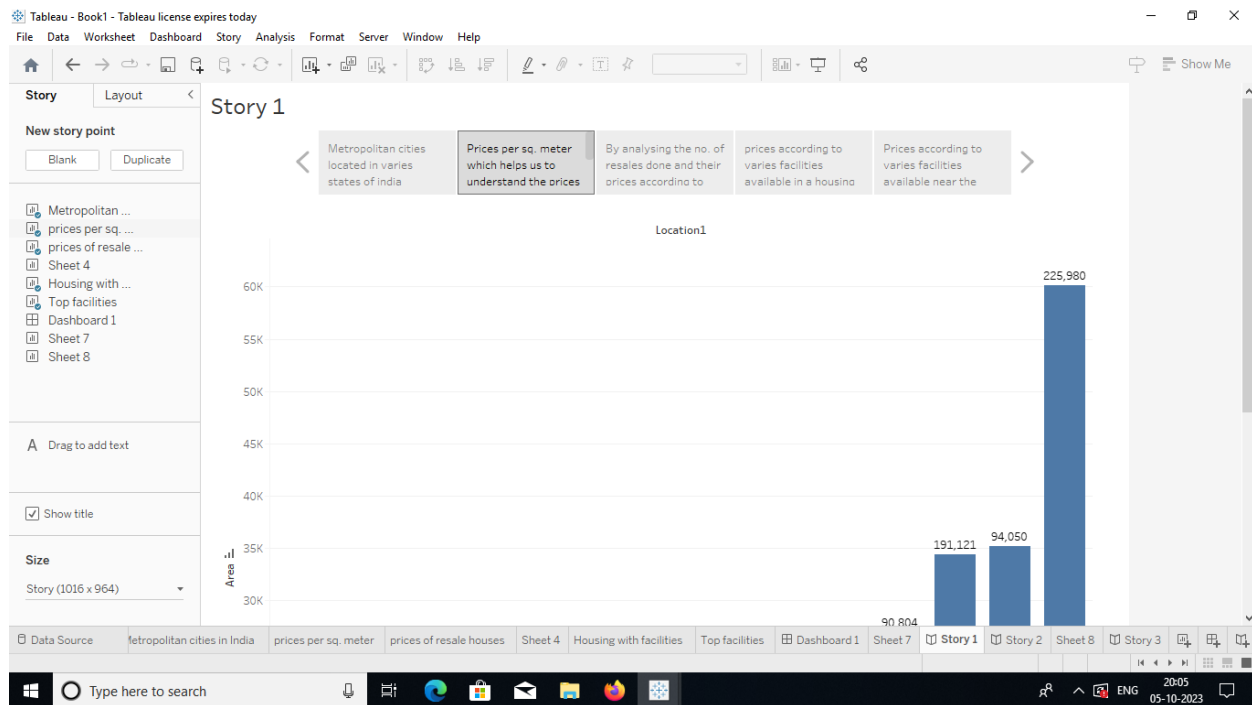 Tableau - Book1 - Tableau license expires today
File Data Worksheet Dashboard Story Analysis Format Server Window Help
Show Me
Story Layout
New story point
Blank Duplicate
Metropolitan ...
prices per sq. ...
prices of resale ...
Sheet 4
Housing with ...
Top facilities
Dashboard 1
Sheet 7
Sheet 8
A Drag to add text
Show title
Size
Story (1016 x 964)
Story 1
Metropolitan cities
located in varies
states of india
Prices per sq. meter
which helps us to
understand the prices
By analysing the no. of
resales done and their
prices according to
prices according to
varies facilities
available in a housing
Prices according to
varies facilities
available near the
Location1
225,980
60K
55K
50K
45K
40K
35K
30K
Area
191,121
94,050
90,804
Data Source Metropolitan cities in India prices per sq. meter prices of resale houses Sheet 4 Housing with facilities Top facilities Dashboard 1 Sheet 7 Story 1 Story 2 Sheet 8 Story 3
Type here to search
ENG
20:05
05-10-2023